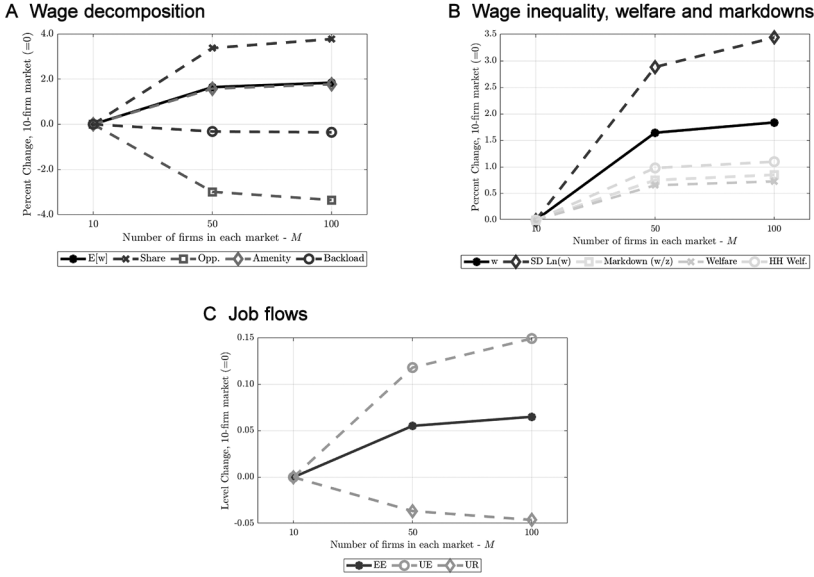 A Wage decomposition
Percent Change, 10-firm market (=0)
4.0
2.0
0.0
-2.0
-4.0
10
50
100
Number of firms in each market - M
E[w] Share Opp. Amenity Backload
B Wage inequality, welfare and markdowns
Percent Change, 10-firm market (=0)
3.5
3.0
2.5
2.0
1.5
1.0
0.5
0.0
10
50
100
Number of firms in each market - M
w SD Ln(w) Markdown (w/z) Welfare HH Welf.
C Job flows
Level Change, 10-firm market (=0)
0.15
0.10
0.05
0.00
-0.05
10
50
100
Number of firms in each market - M
EE UE UR